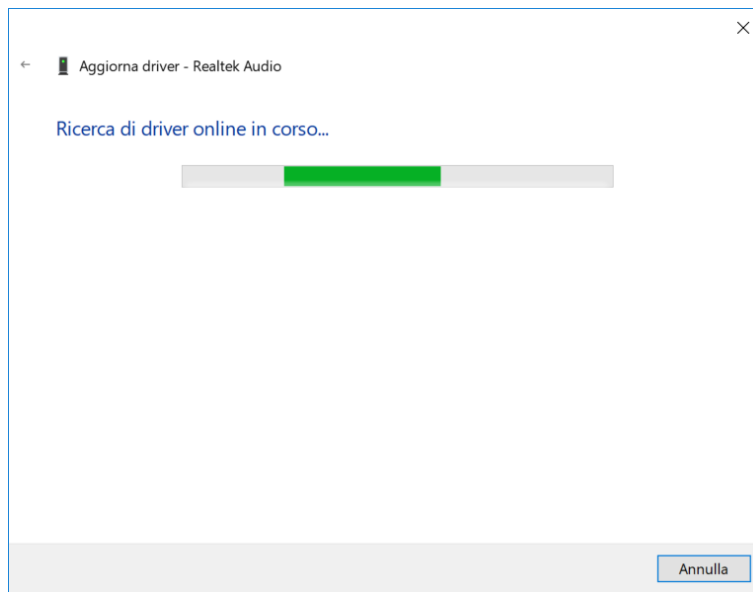 Aggiorna driver - Realtek Audio
Ricerca di driver online in corso...
Annulla